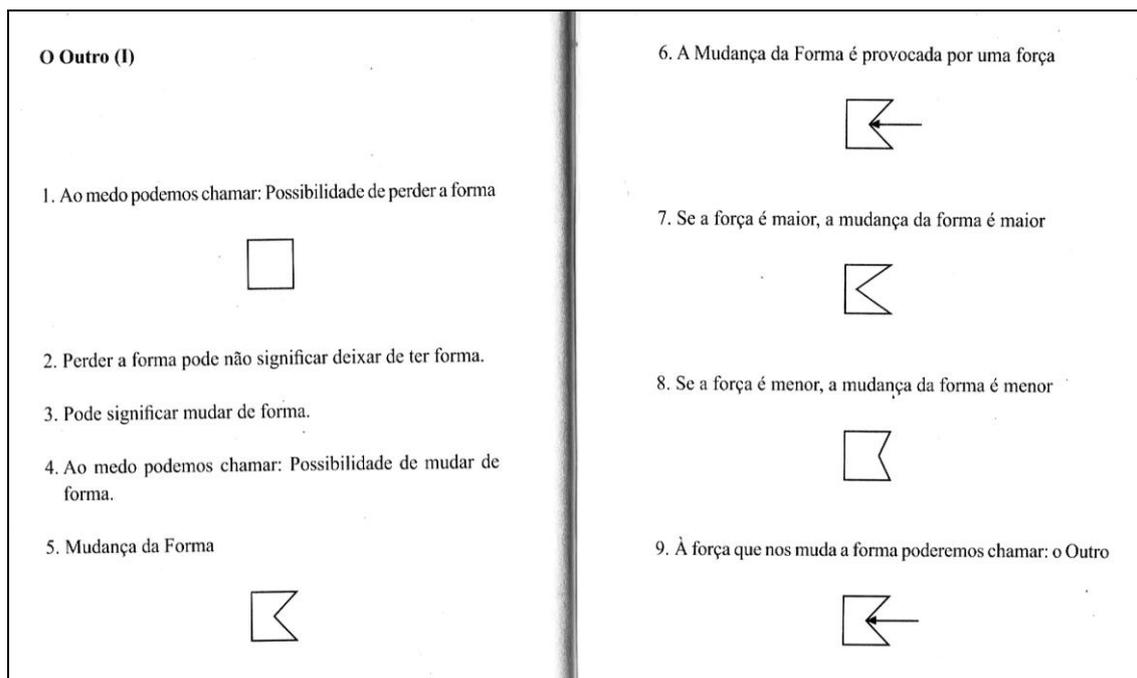 O Outro (I)
1. Ao medo podemos chamar: Possibilidade de perder a forma
2. Perder a forma pode não significar deixar de ter forma.
3. Pode significar mudar de forma.
4. Ao medo podemos chamar: Possibilidade de mudar de
forma.
5. Mudança da Forma
6. A Mudança da Forma é provocada por uma força
7. Se a força é maior, a mudança da forma é maior
8. Se a força é menor, a mudança da forma é menor
9. À força que nos muda a forma poderemos chamar: o Outro